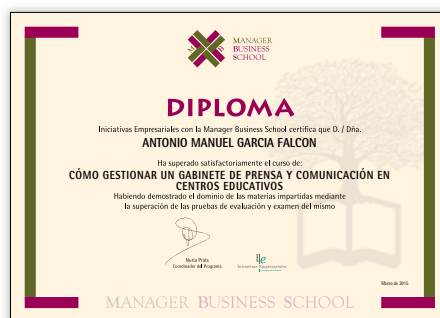 M B S
MANAGER
BUSINESS
SCHOOL
DIPLOMA
Iniciativas Empresariales con la Manager Business School certifica que D. / Dña.
ANTONIO MANUEL GARCIA FALCON
Ha superado satisfactoriamente el curso de:
CÓMO GESTIONAR UN GABINETE DE PRENSA Y COMUNICACIÓN EN
CENTROS EDUCATIVOS
Habiendo demostrado el dominio de las materias impartidas mediante
la superación de las pruebas de evaluación y examen del mismo
Nuria Prats
Coordinador del Programa
Iniciativas Empresariales
Marzo de 2015
MANAGER BUSINESS SCHOOL